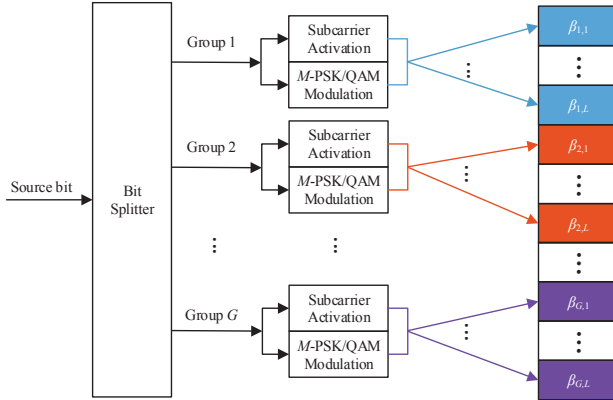 Source bit
Bit
Splitter
Group 1
Subcarrier
Activation
M-PSK/QAM
Modulation
...
β1,1
...
β1,L
Group 2
Subcarrier
Activation
M-PSK/QAM
Modulation
...
β2,1
...
β2,L
...
...
...
Group G
Subcarrier
Activation
M-PSK/QAM
Modulation
...
βG,1
...
βG,L